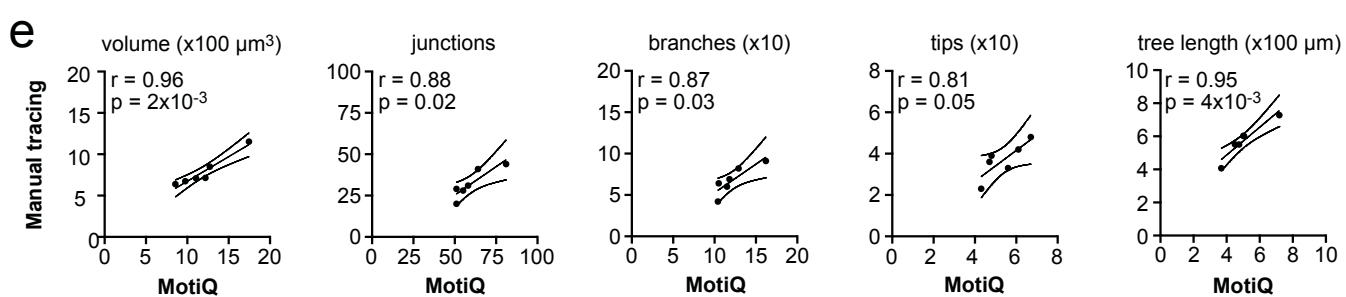 e
volume (x100 µm³)
r = 0.96
p = 2x10⁻³
Manual tracing
20
15
10
5
0
0 5 10 15 20
MotiQ
junctions
r = 0.88
p = 0.02
100
75
50
25
0
0 25 50 75 100
MotiQ
branches (x10)
r = 0.87
p = 0.03
20
15
10
5
0
0 5 10 15 20
MotiQ
tips (x10)
r = 0.81
p = 0.05
8
6
4
2
0
0 2 4 6 8
MotiQ
tree length (x100 µm)
r = 0.95
p = 4x10⁻³
10
8
6
4
2
0
0 2 4 6 8 10
MotiQ